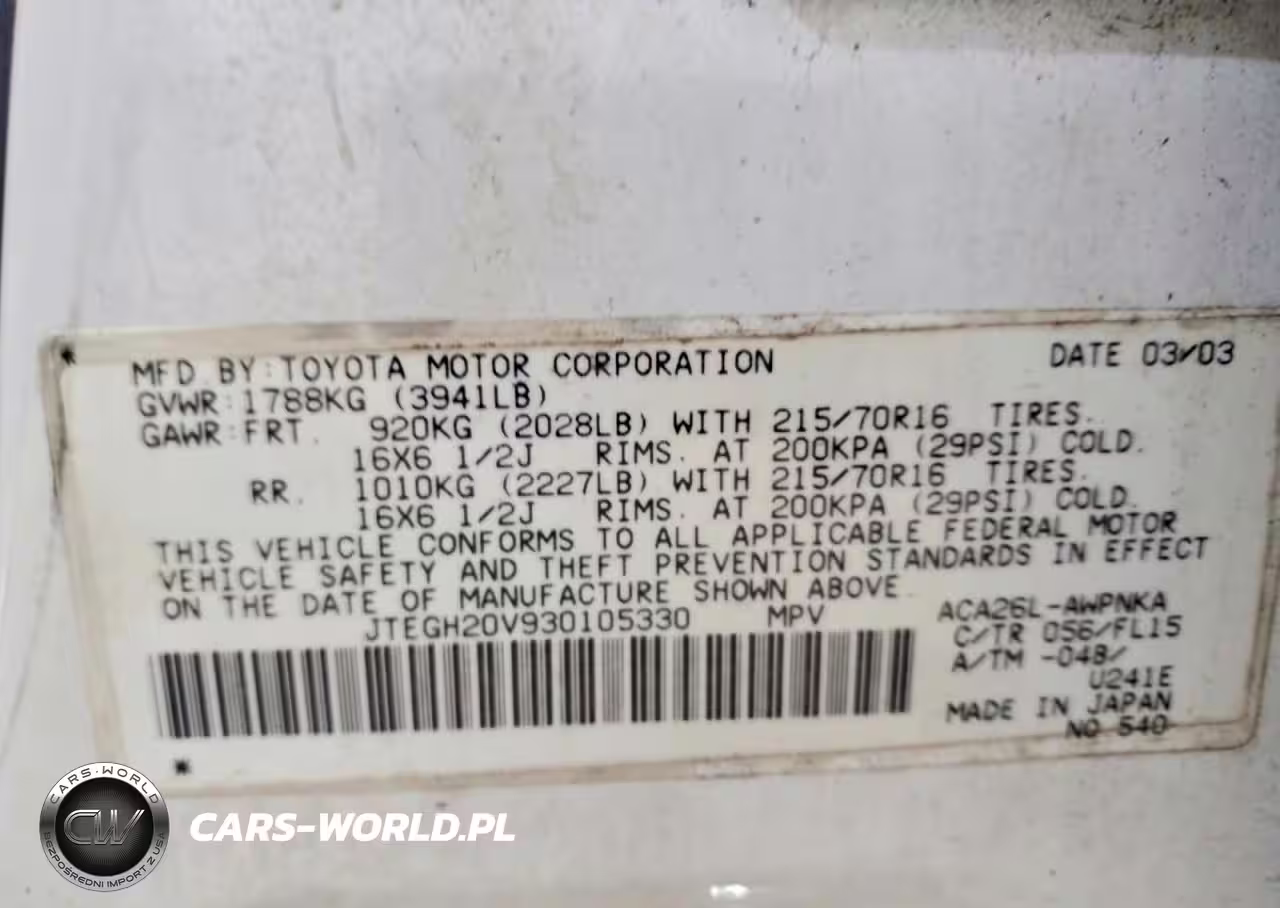 * MFD. BY: TOYOTA MOTOR CORPORATION DATE 03/03
GVWR: 1788KG (3941LB)
GAWR: FRT. 920KG (2028LB) WITH 215/70R16 TIRES.
16X6 1/2J RIMS. AT 200KPA (29PSI) COLD.
RR. 1010KG (2227LB) WITH 215/70R16 TIRES.
16X6 1/2J RIMS. AT 200KPA (29PSI) COLD.
THIS VEHICLE CONFORMS TO ALL APPLICABLE FEDERAL MOTOR
VEHICLE SAFETY AND THEFT PREVENTION STANDARDS IN EFFECT
ON THE DATE OF MANUFACTURE SHOWN ABOVE.
JTEGH20V930105330 MPV ACA26L-AWPNKA
C/TR 056/FL15
A/TM -04B/
U241E
MADE IN JAPAN
NO 540
*
CARS-WORLD
CW
BEZPOŚREDNI IMPORT Z USA
CARS-WORLD.PL